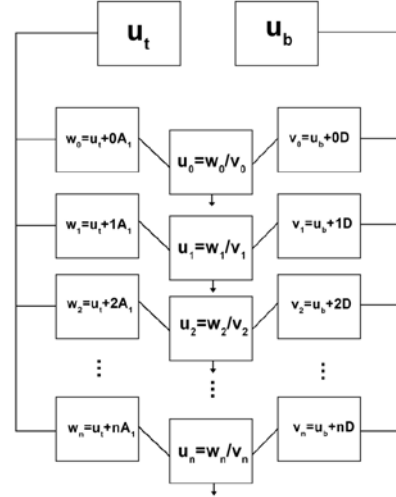 u_t u_b
w_0=u_t+0A_1 u_0=w_0/v_0 v_0=u_b+0D
w_1=u_t+1A_1 u_1=w_1/v_1 v_1=u_b+1D
w_2=u_t+2A_1 u_2=w_2/v_2 v_2=u_b+2D
⋮ ⋮ ⋮
w_n=u_t+nA_1 u_n=w_n/v_n v_n=u_b+nD